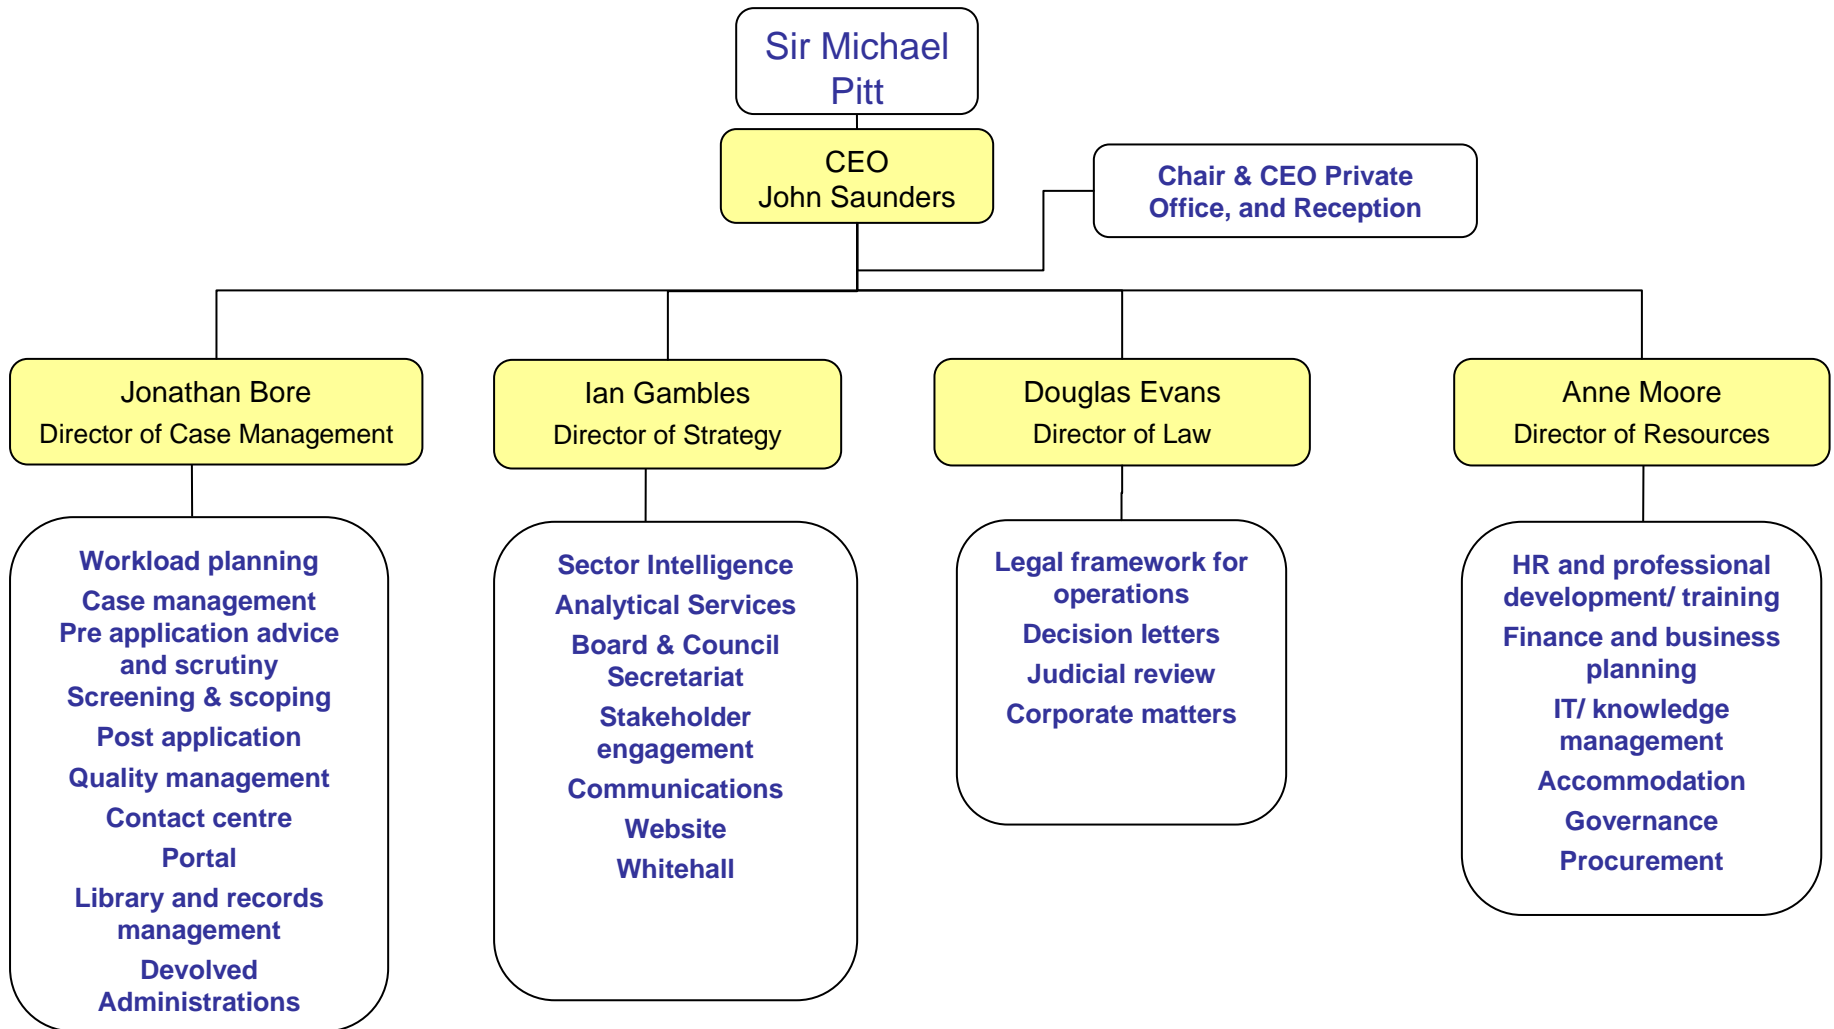 Sir Michael
Pitt
CEO
John Saunders
Chair & CEO Private
Office, and Reception
Jonathan Bore
Director of Case Management
Ian Gambles
Director of Strategy
Douglas Evans
Director of Law
Anne Moore
Director of Resources
Workload planning
Case management
Pre application advice
and scrutiny
Screening & scoping
Post application
Quality management
Contact centre
Portal
Library and records
management
Devolved
Administrations
Sector Intelligence
Analytical Services
Board & Council
Secretariat
Stakeholder
engagement
Communications
Website
Whitehall
Legal framework for
operations
Decision letters
Judicial review
Corporate matters
HR and professional
development/ training
Finance and business
planning
IT/ knowledge
management
Accommodation
Governance
Procurement